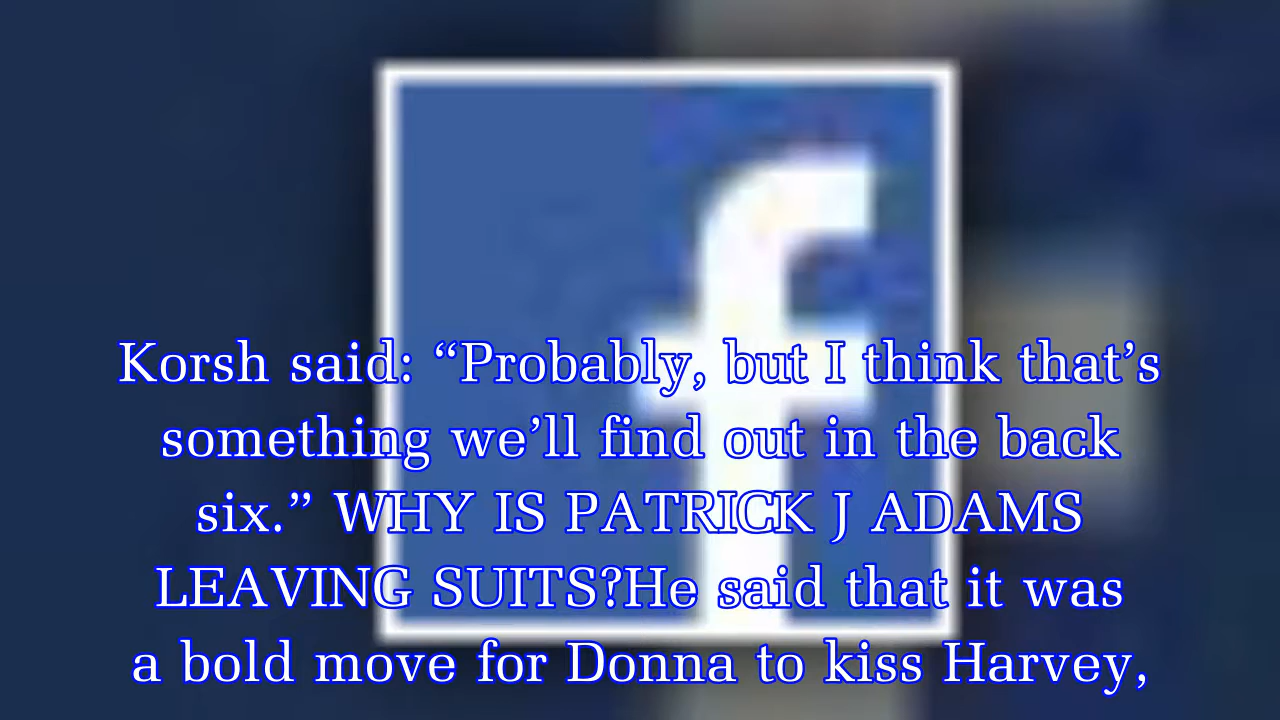 Korsh said: “Probably, but I think that’s
something we’ll find out in the back
six.” WHY IS PATRICK J ADAMS
LEAVING SUITS?He said that it was
a bold move for Donna to kiss Harvey,